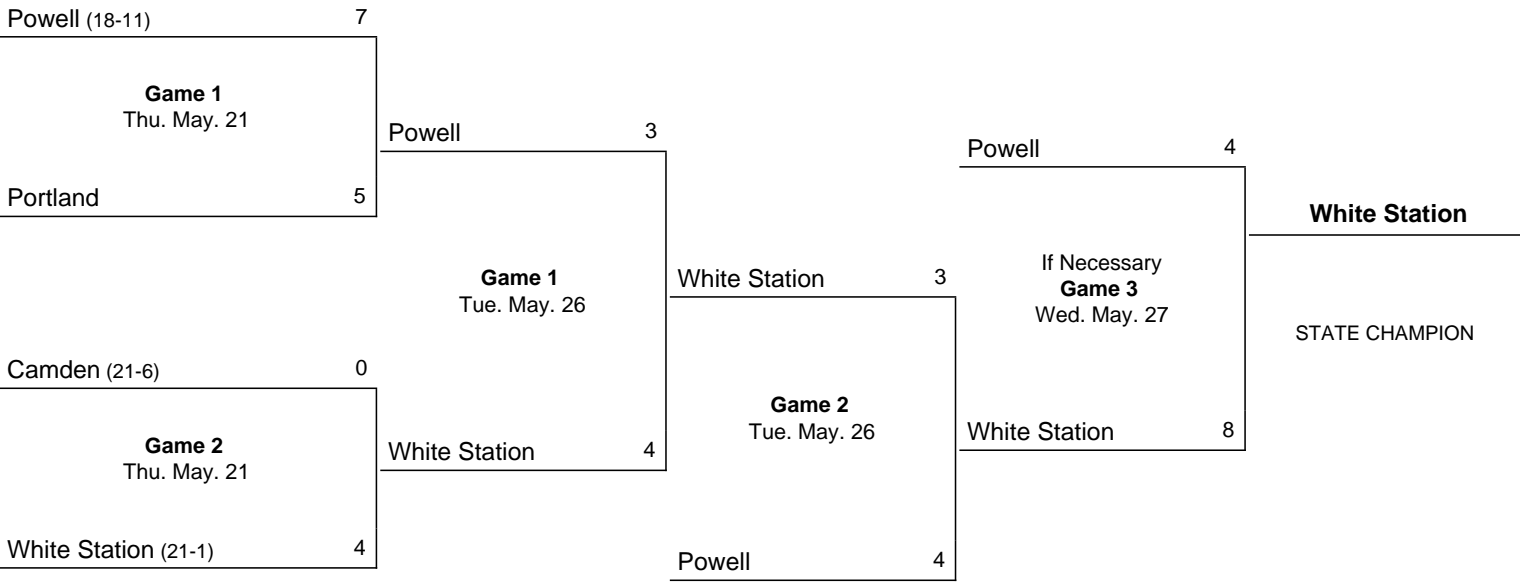 Powell (18-11) 7
Game 1
Thu. May. 21
Portland 5
Camden (21-6) 0
Game 2
Thu. May. 21
White Station (21-1) 4
Powell 3
Game 1
Tue. May. 26
White Station 4
White Station 3
Game 2
Tue. May. 26
Powell 4
Powell 4
If Necessary
Game 3
Wed. May. 27
White Station 8
White Station
STATE CHAMPION